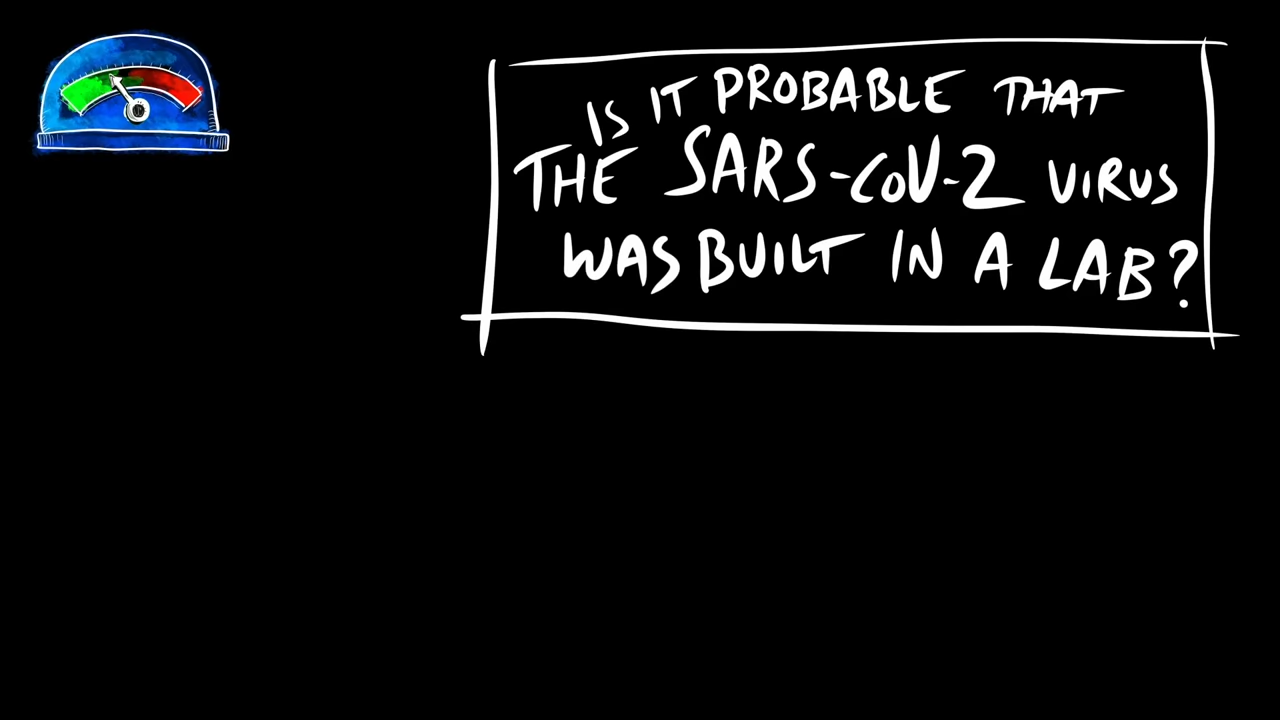 IS IT PROBABLE THAT
THE SARS-CoV-2 VIRUS
WAS BUILT IN A LAB?